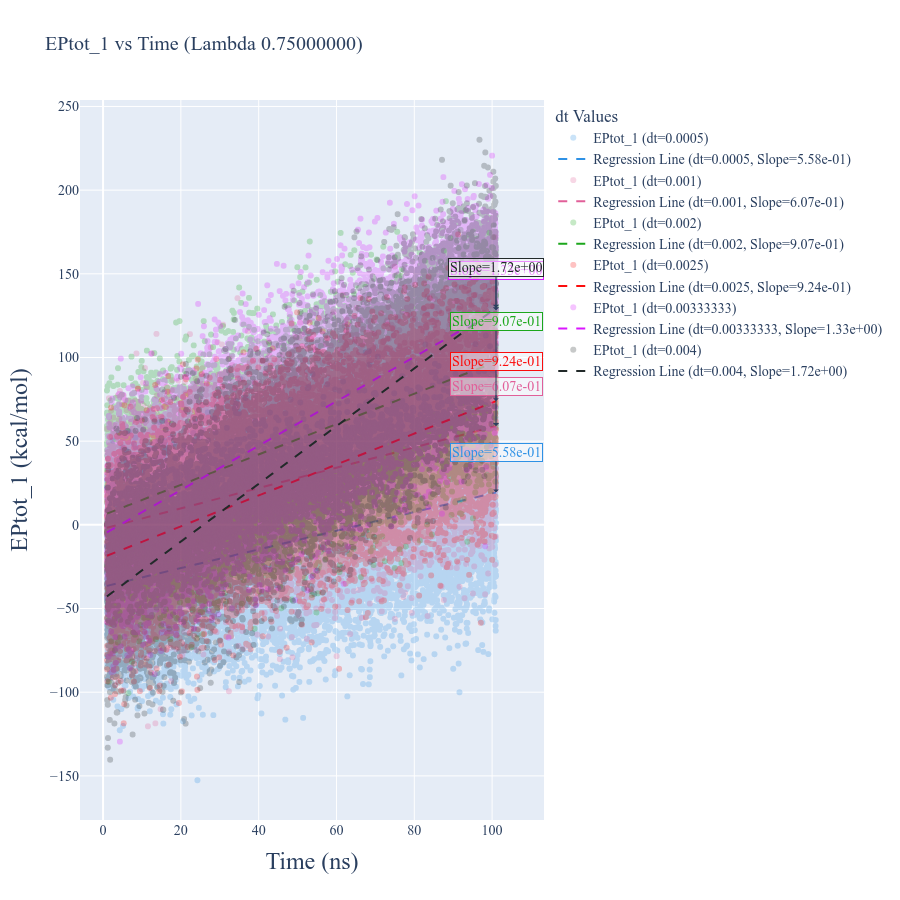 EPtot_1 vs Time (Lambda 0.75000000)
dt Values
EPtot_1 (dt=0.0005)
Regression Line (dt=0.0005, Slope=5.58e-01)
EPtot_1 (dt=0.001)
Regression Line (dt=0.001, Slope=6.07e-01)
EPtot_1 (dt=0.002)
Regression Line (dt=0.002, Slope=9.07e-01)
EPtot_1 (dt=0.0025)
Regression Line (dt=0.0025, Slope=9.24e-01)
EPtot_1 (dt=0.00333333)
Regression Line (dt=0.00333333, Slope=1.33e+00)
EPtot_1 (dt=0.004)
Regression Line (dt=0.004, Slope=1.72e+00)
250
200
150
100
50
0
−50
−100
−150
EPtot_1 (kcal/mol)
Slope=1.72e+00
Slope=9.07e-01
Slope=9.24e-01
Slope=6.07e-01
Slope=5.58e-01
0
20
40
60
80
100
Time (ns)